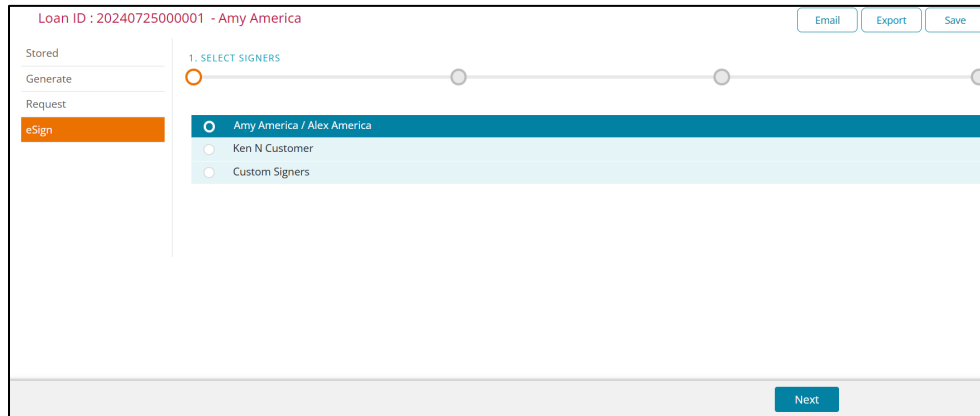 Loan ID : 20240725000001 - Amy America
Email
Export
Save
Stored
Generate
Request
eSign
1. SELECT SIGNERS
Amy America / Alex America
Ken N Customer
Custom Signers
Next